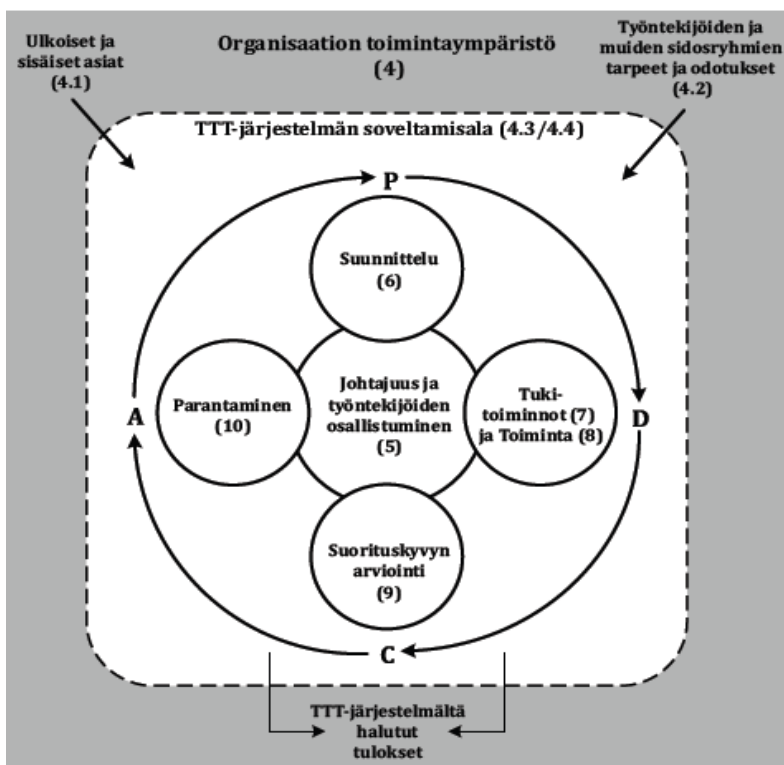 Ulkoiset ja
sisäiset asiat
(4.1)
Organisaation toimintaympäristö
(4)
Työntekijöiden ja
muiden sidosryhmien
tarpeet ja odotukset
(4.2)
TTT-järjestelmän soveltamisala (4.3/4.4)
P
Suunnittelu
(6)
A
Parantaminen
(10)
Johtajuus ja
työntekijöiden
osallistuminen
(5)
Tuki-
toiminnot (7)
ja Toiminta (8)
D
Suorituskyvyn
arviointi
(9)
C
TTT-järjestelmältä
halutut
tulokset